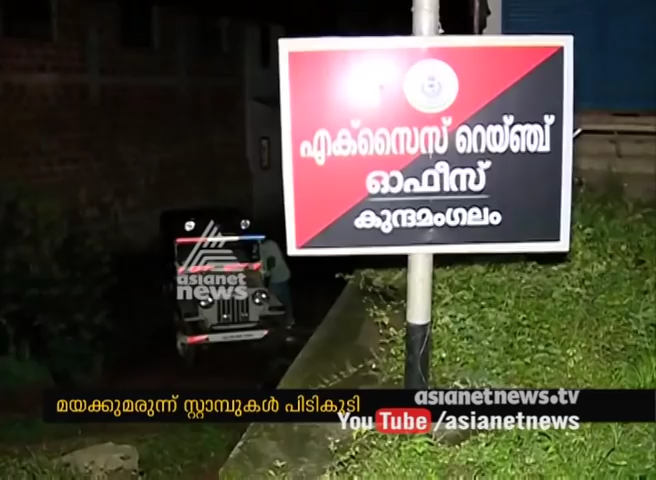 എക്സൈസ് റെയ്ഞ്ച്
ഓഫീസ്
കുന്ദമംഗലം
asianet
news
മയക്കുമരുന്ന് സ്റ്റാമ്പുകൾ പിടികൂടി
asianetnews.tv
YouTube /asianetnews